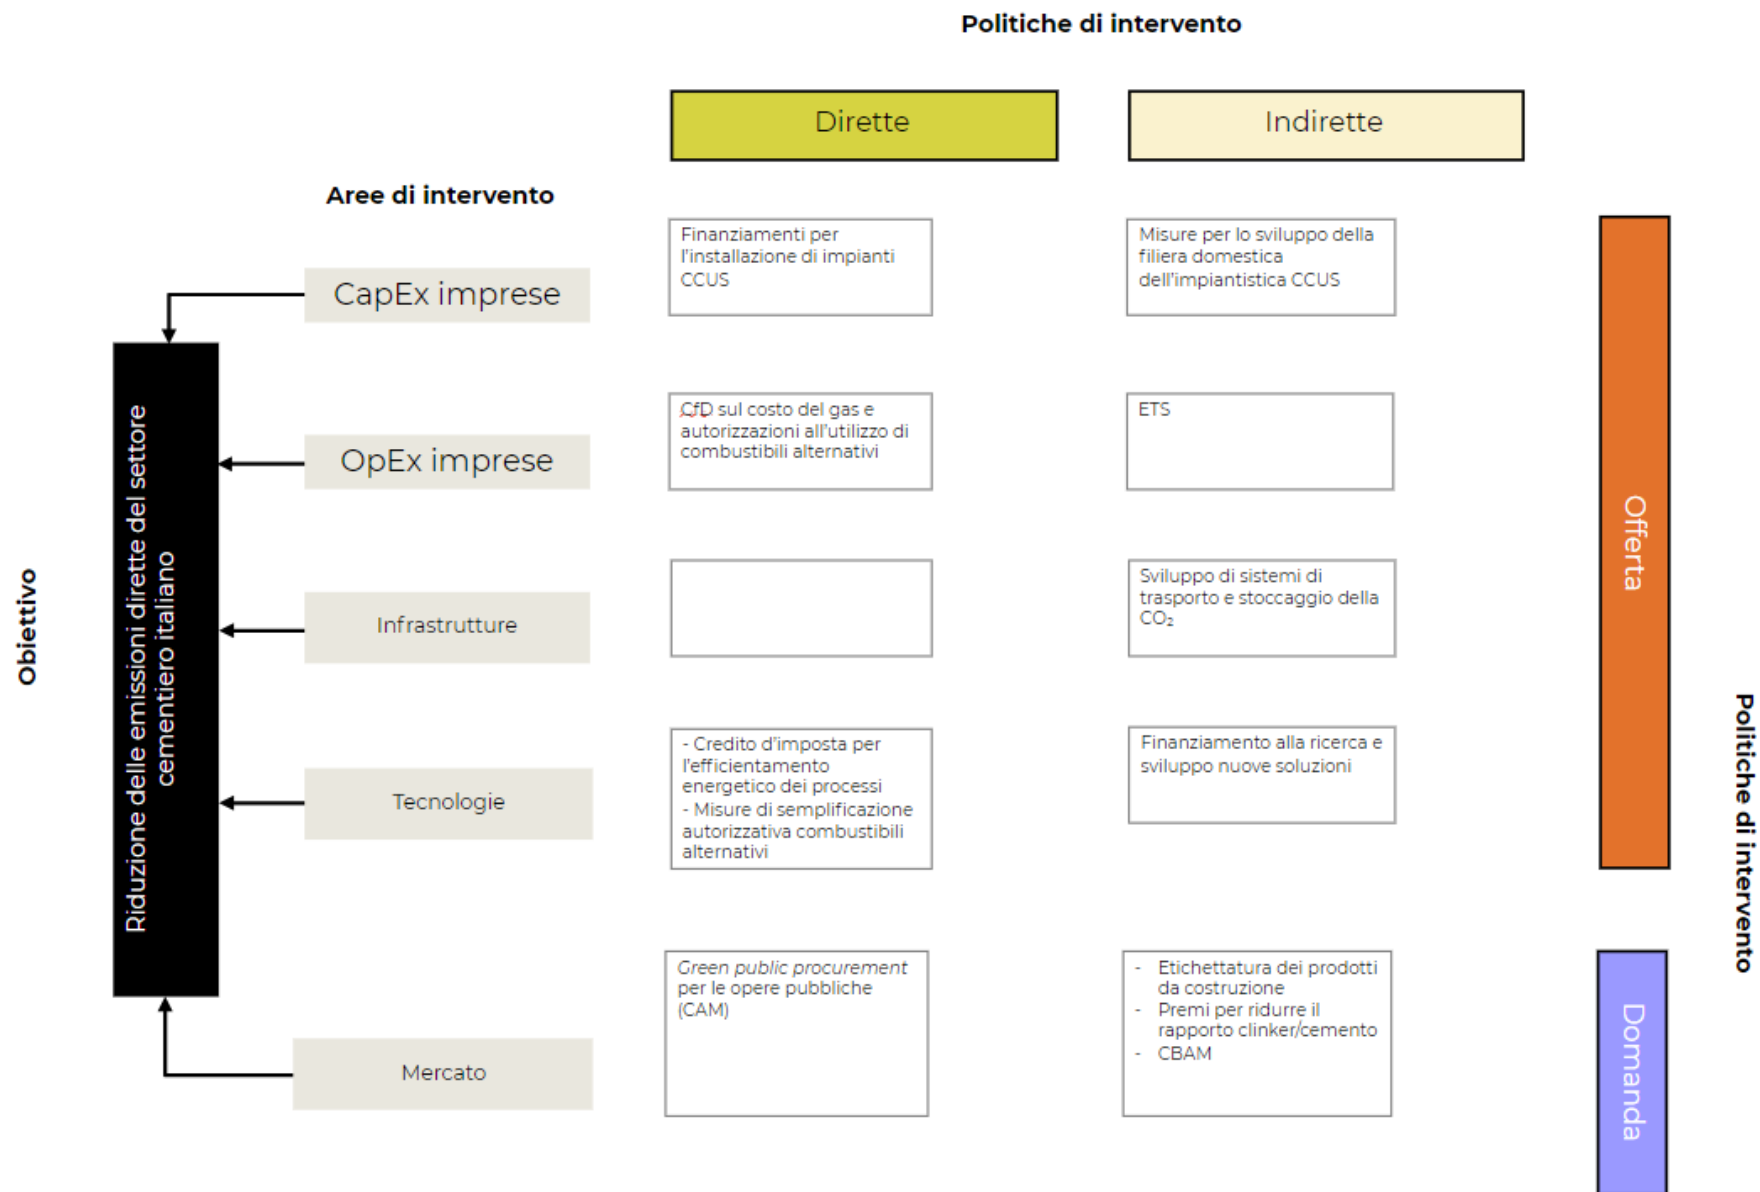 Politiche di intervento
Dirette
Indirette
Aree di intervento
Finanziamenti per
l'installazione di impianti
CCUS
Misure per lo sviluppo della
filiera domestica
dell'impiantistica CCUS
CapEx imprese
CfD sul costo del gas e
autorizzazioni all'utilizzo di
combustibili alternativi
ETS
OpEx imprese
Obiettivo
Riduzione delle emissioni dirette del settore
cementiero italiano
Infrastrutture
Sviluppo di sistemi di
trasporto e stoccaggio della
CO₂
Offerta
Tecnologie
- Credito d'imposta per
l'efficientamento
energetico dei processi
- Misure di semplificazione
autorizzativa combustibili
alternativi
Finanziamento alla ricerca e
sviluppo nuove soluzioni
Politiche di intervento
Mercato
Green public procurement
per le opere pubbliche
(CAM)
- Etichettatura dei prodotti
da costruzione
- Premi per ridurre il
rapporto clinker/cemento
- CBAM
Domanda